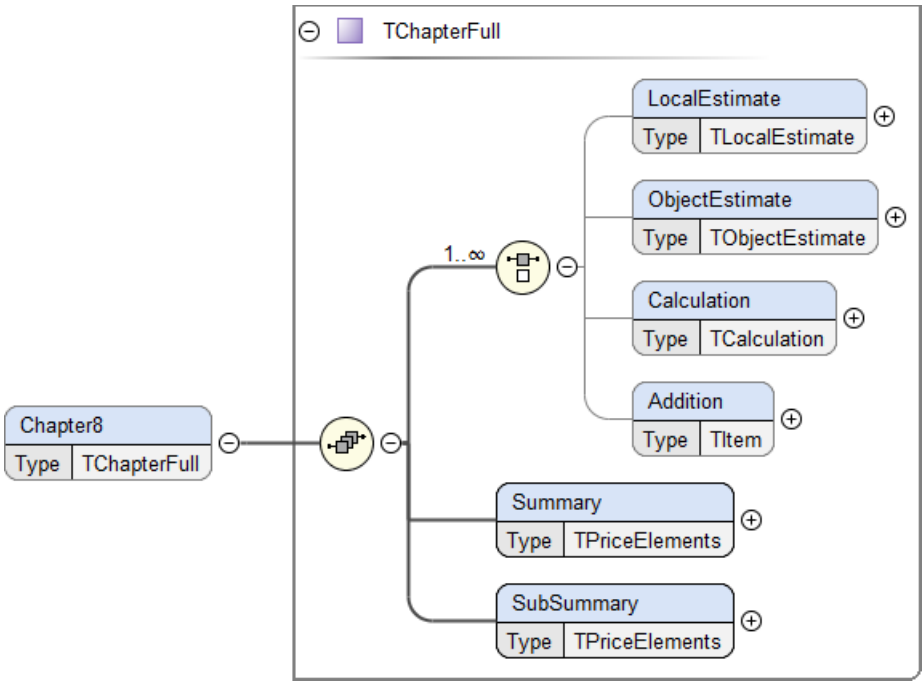 TChapterFull
LocalEstimate
Type TLocalEstimate
ObjectEstimate
Type TObjectEstimate
1..∞
Calculation
Type TCalculation
Addition
Type TItem
Chapter8
Type TChapterFull
Summary
Type TPriceElements
SubSummary
Type TPriceElements